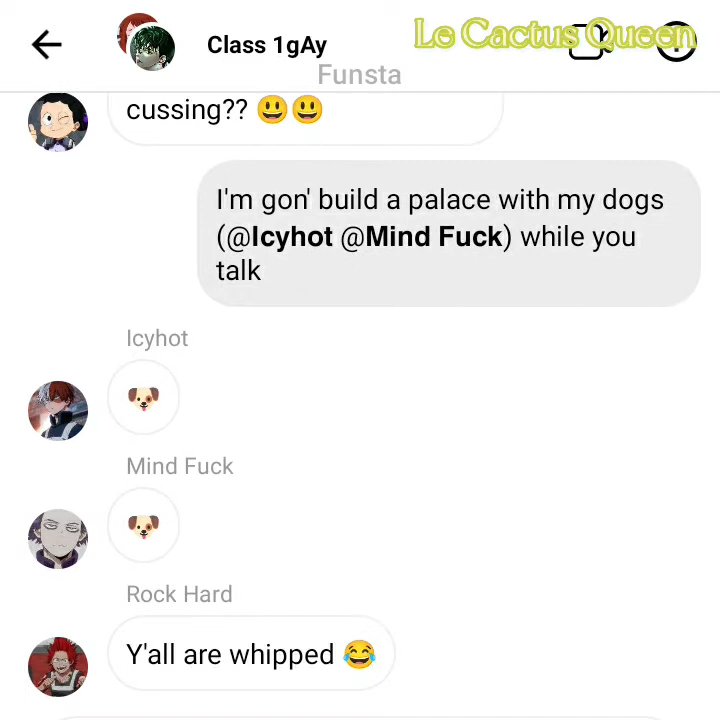 Class 1gAy
Le Cactus Queen
Funsta
cussing?? 😃😃
I'm gon' build a palace with my dogs
(@Icyhot @Mind Fuck) while you
talk
Icyhot
🐶
Mind Fuck
🐶
Rock Hard
Y'all are whipped 😂